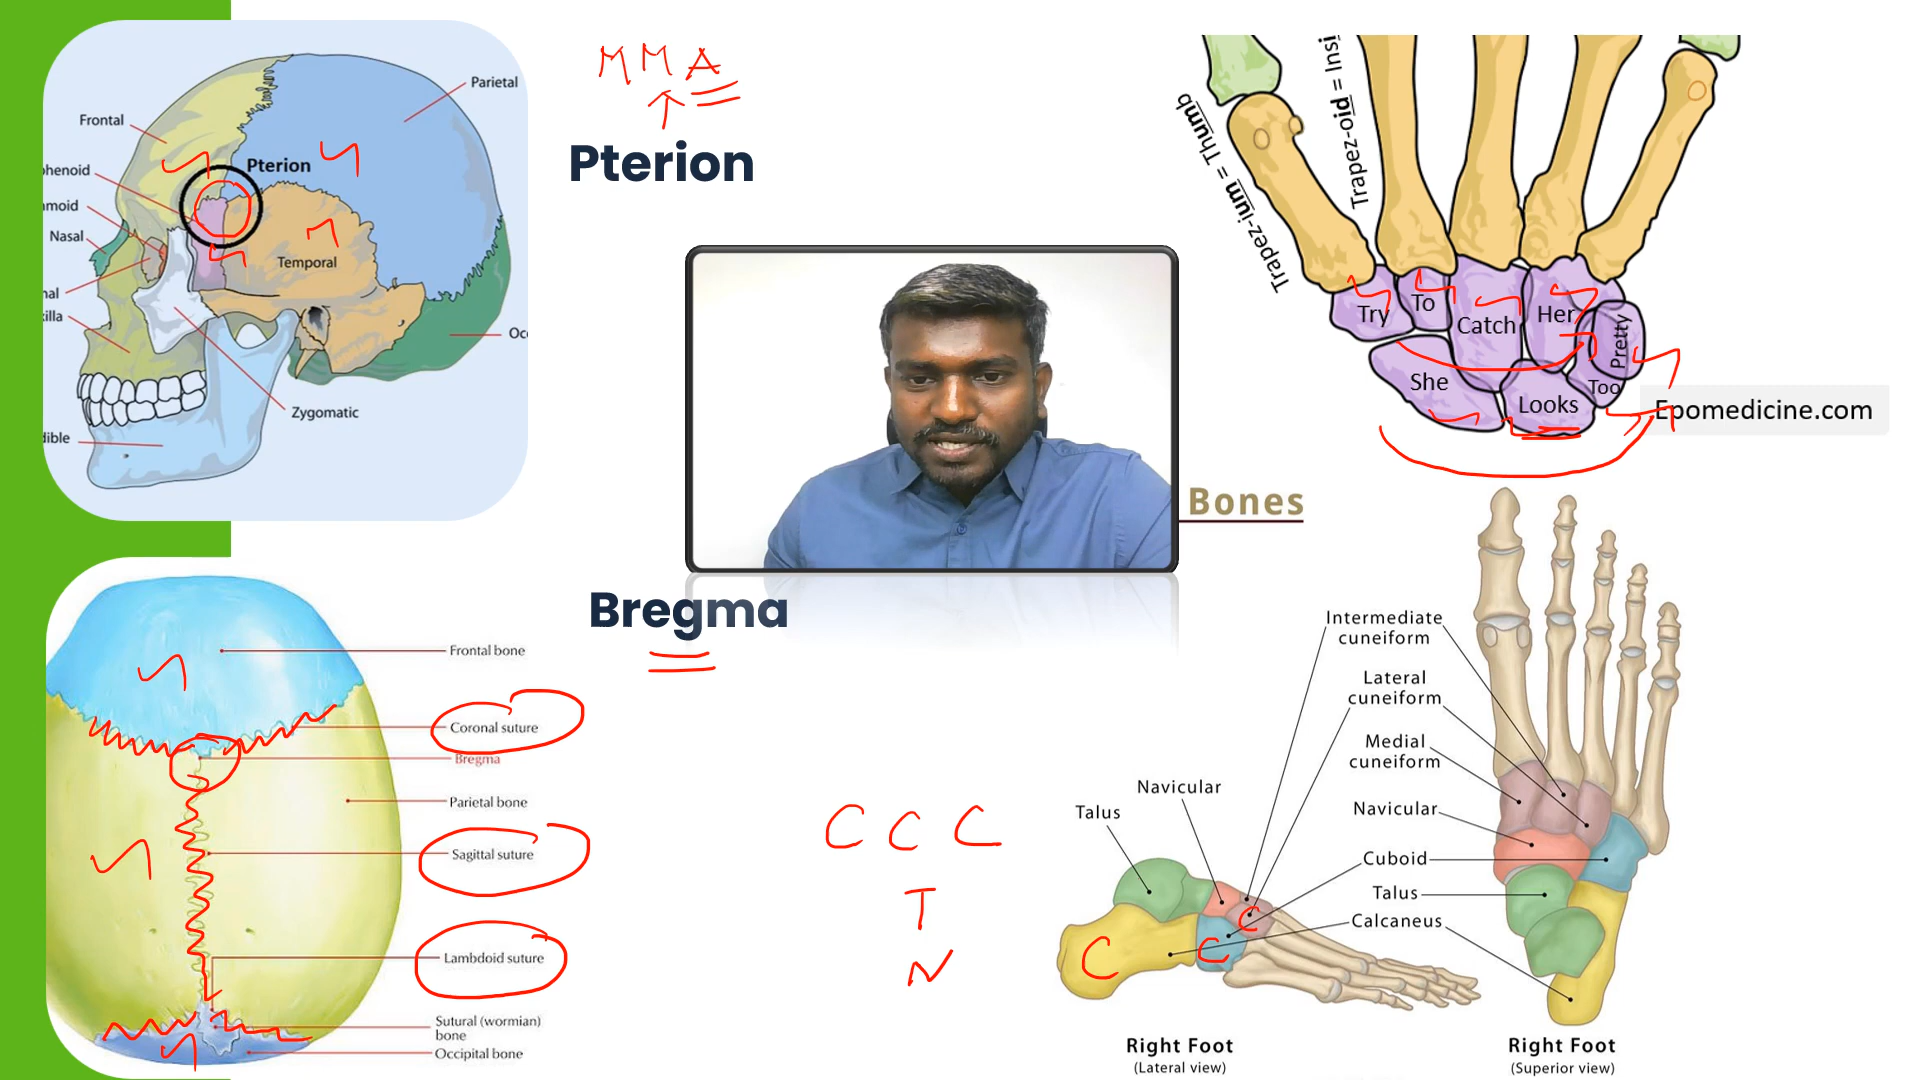 Parietal
Frontal
Pterion
phenoid
moid
Nasal
nal
illa
Temporal
Oc
Zygomatic
dible
M M A
Pterion
Trapez-ium = Thumb
Trapez-oid = Insi
Try
To
Catch
Her
Pretty
She
Looks
Too
Epomedicine.com
Bones
Bregma
Frontal bone
Coronal suture
Bregma
Parietal bone
Sagittal suture
Lambdoid suture
Sutural (wormian)
bone
Occipital bone
C C C
T
N
Intermediate
cuneiform
Lateral
cuneiform
Medial
cuneiform
Navicular
Navicular
Talus
Cuboid
Talus
Calcaneus
C
C
C
Right Foot
(Lateral view)
Right Foot
(Superior view)